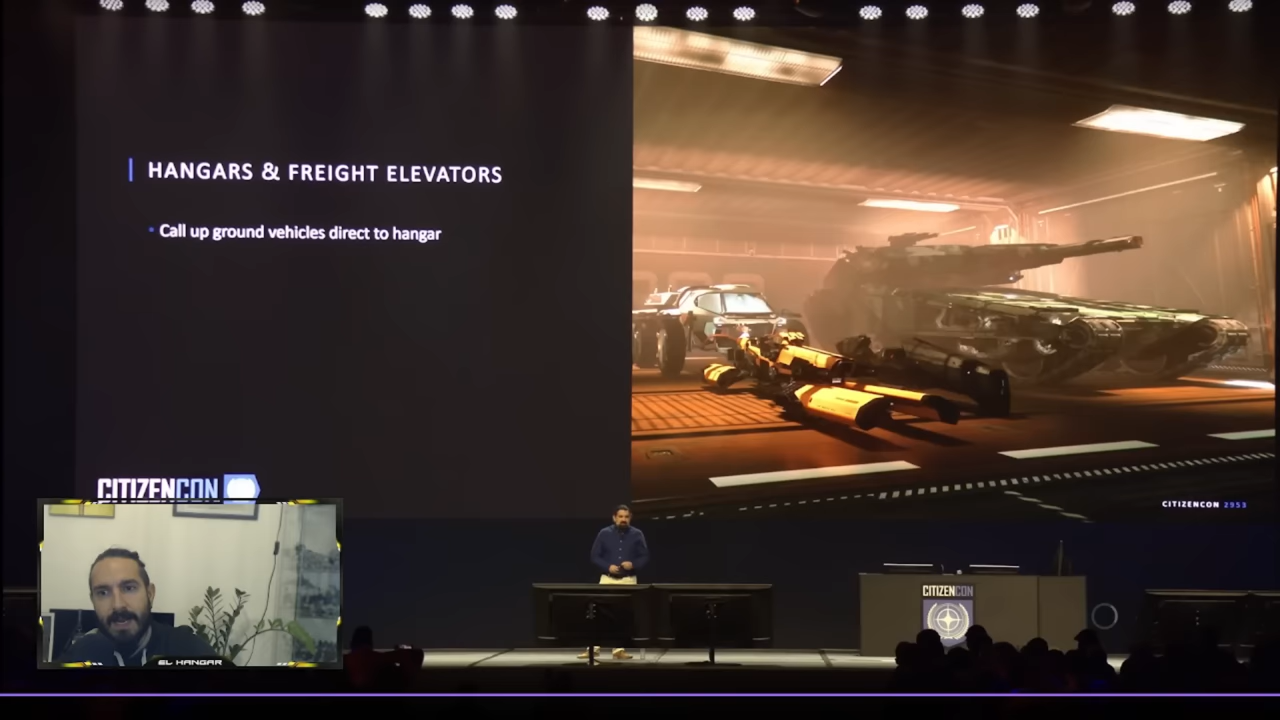 HANGARS & FREIGHT ELEVATORS
• Call up ground vehicles direct to hangar
CITIZENCON
CITIZENCON 2953
CITIZENCON
EL HANGAR